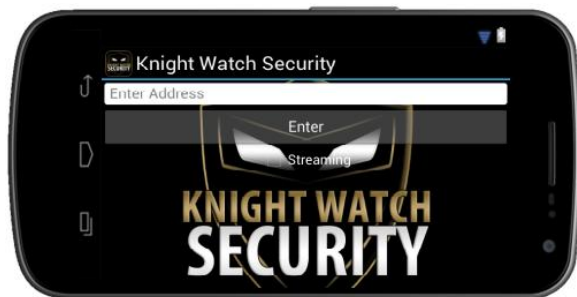 Knight Watch Security
Enter Address
Enter
Streaming
KNIGHT WATCH
SECURITY